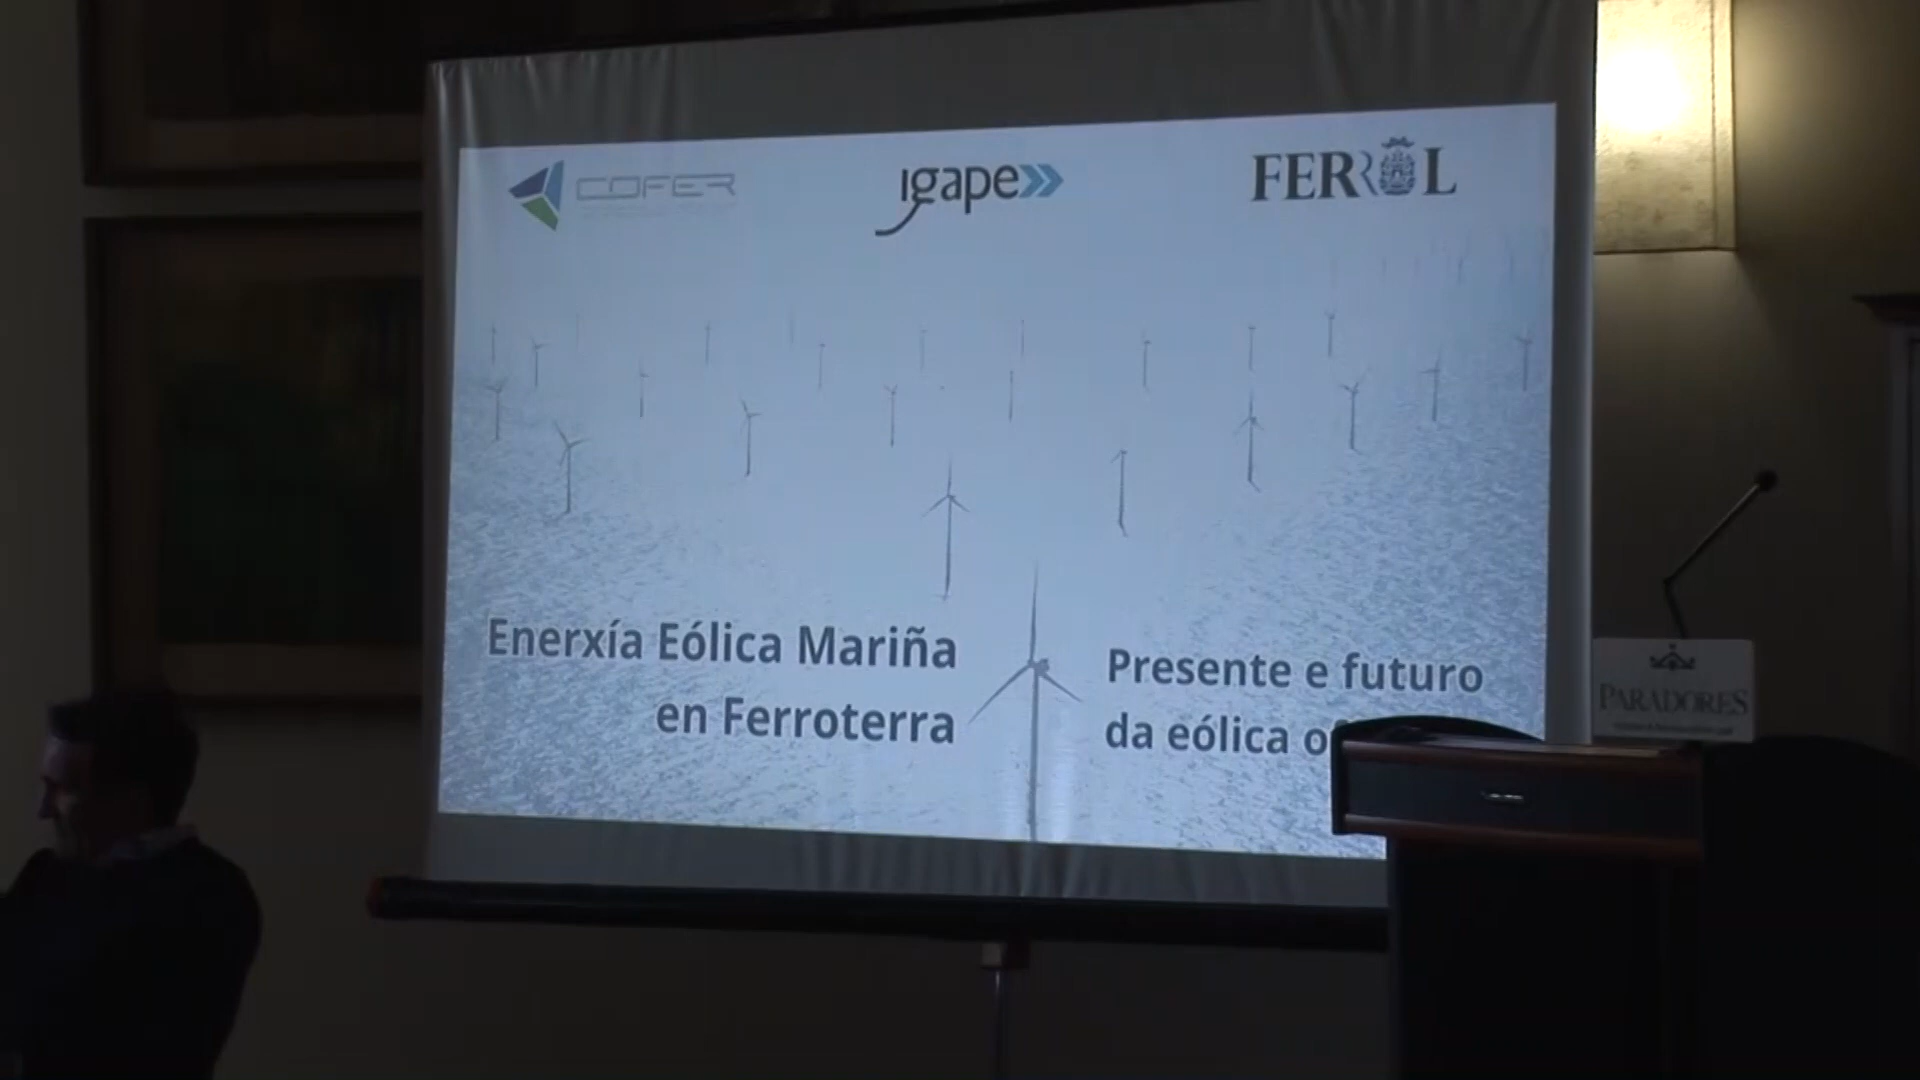 COFER
igape
FERROL
Enerxía Eólica Mariña
en Ferroterra
Presente e futuro
da eólica
PARADORES